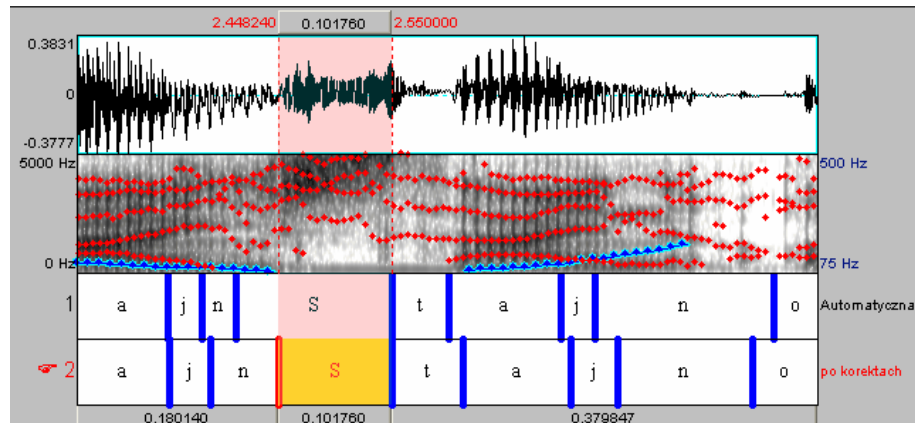 2.448240 0.101760 2.550000
0.3831
0
-0.3777
5000 Hz 500 Hz
0 Hz 75 Hz
1 a j n S t a j n o Automatyczna
☞ 2 a j n S t a j n o po korektach
0.180140 0.101760 0.379847